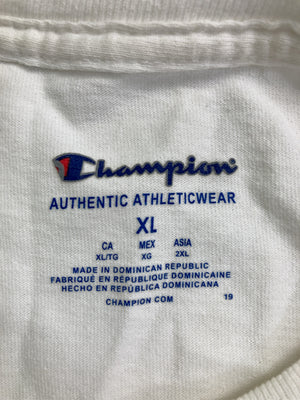 Champion
AUTHENTIC ATHLETICWEAR
XL
CA MEX ASIA
XL/TG XG 2XL
MADE IN DOMINICAN REPUBLIC
FABRIQUÉ EN RÉPUBLIQUE DOMINICAINE
HECHO EN REPÚBLICA DOMINICANA
CHAMPION.COM 19